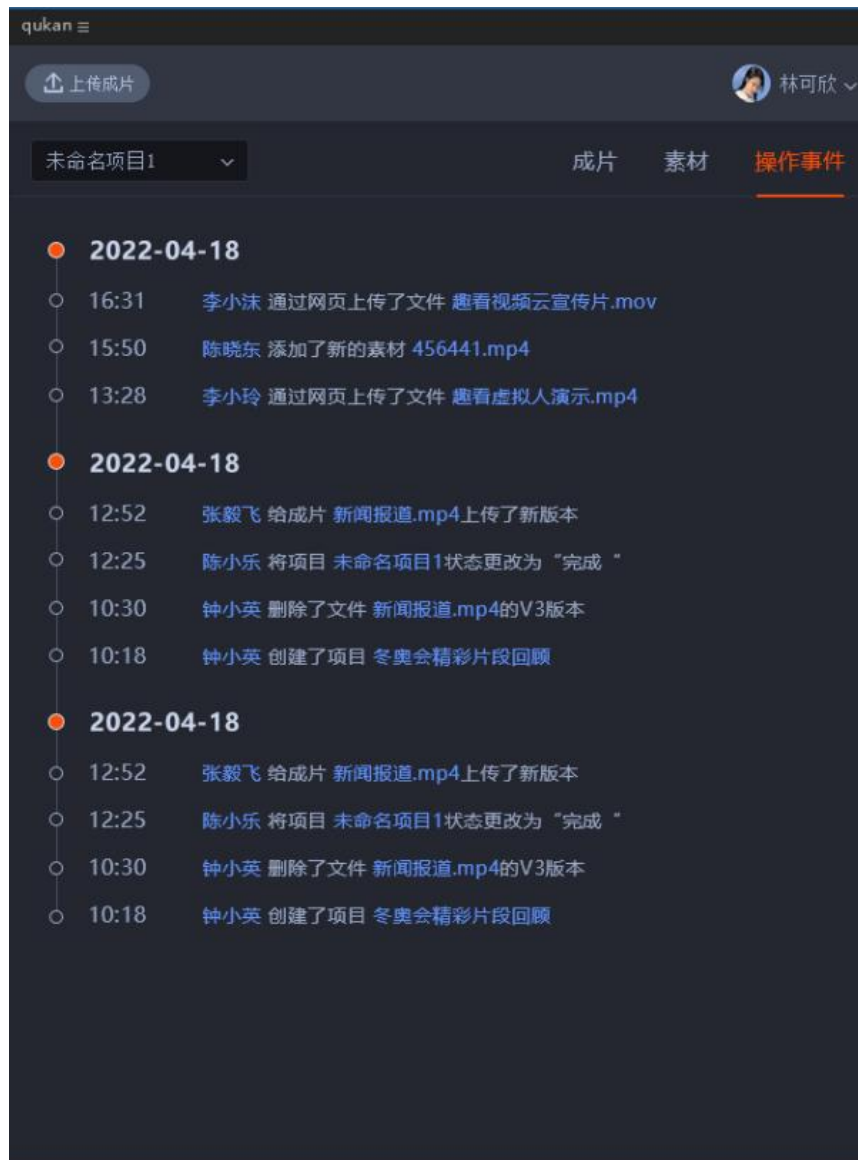 qukan ≡
上传成片
林可欣
未命名项目1
成片 素材 操作事件
2022-04-18
16:31 李小沫 通过网页上传了文件 趣看视频云宣传片.mov
15:50 陈晓东 添加了新的素材 456441.mp4
13:28 李小玲 通过网页上传了文件 趣看虚拟人演示.mp4
2022-04-18
12:52 张毅飞 给成片 新闻报道.mp4上传了新版本
12:25 陈小乐 将项目 未命名项目1状态更改为“完成“
10:30 钟小英 删除了文件 新闻报道.mp4的V3版本
10:18 钟小英 创建了项目 冬奥会精彩片段回顾
2022-04-18
12:52 张毅飞 给成片 新闻报道.mp4上传了新版本
12:25 陈小乐 将项目 未命名项目1状态更改为“完成“
10:30 钟小英 删除了文件 新闻报道.mp4的V3版本
10:18 钟小英 创建了项目 冬奥会精彩片段回顾